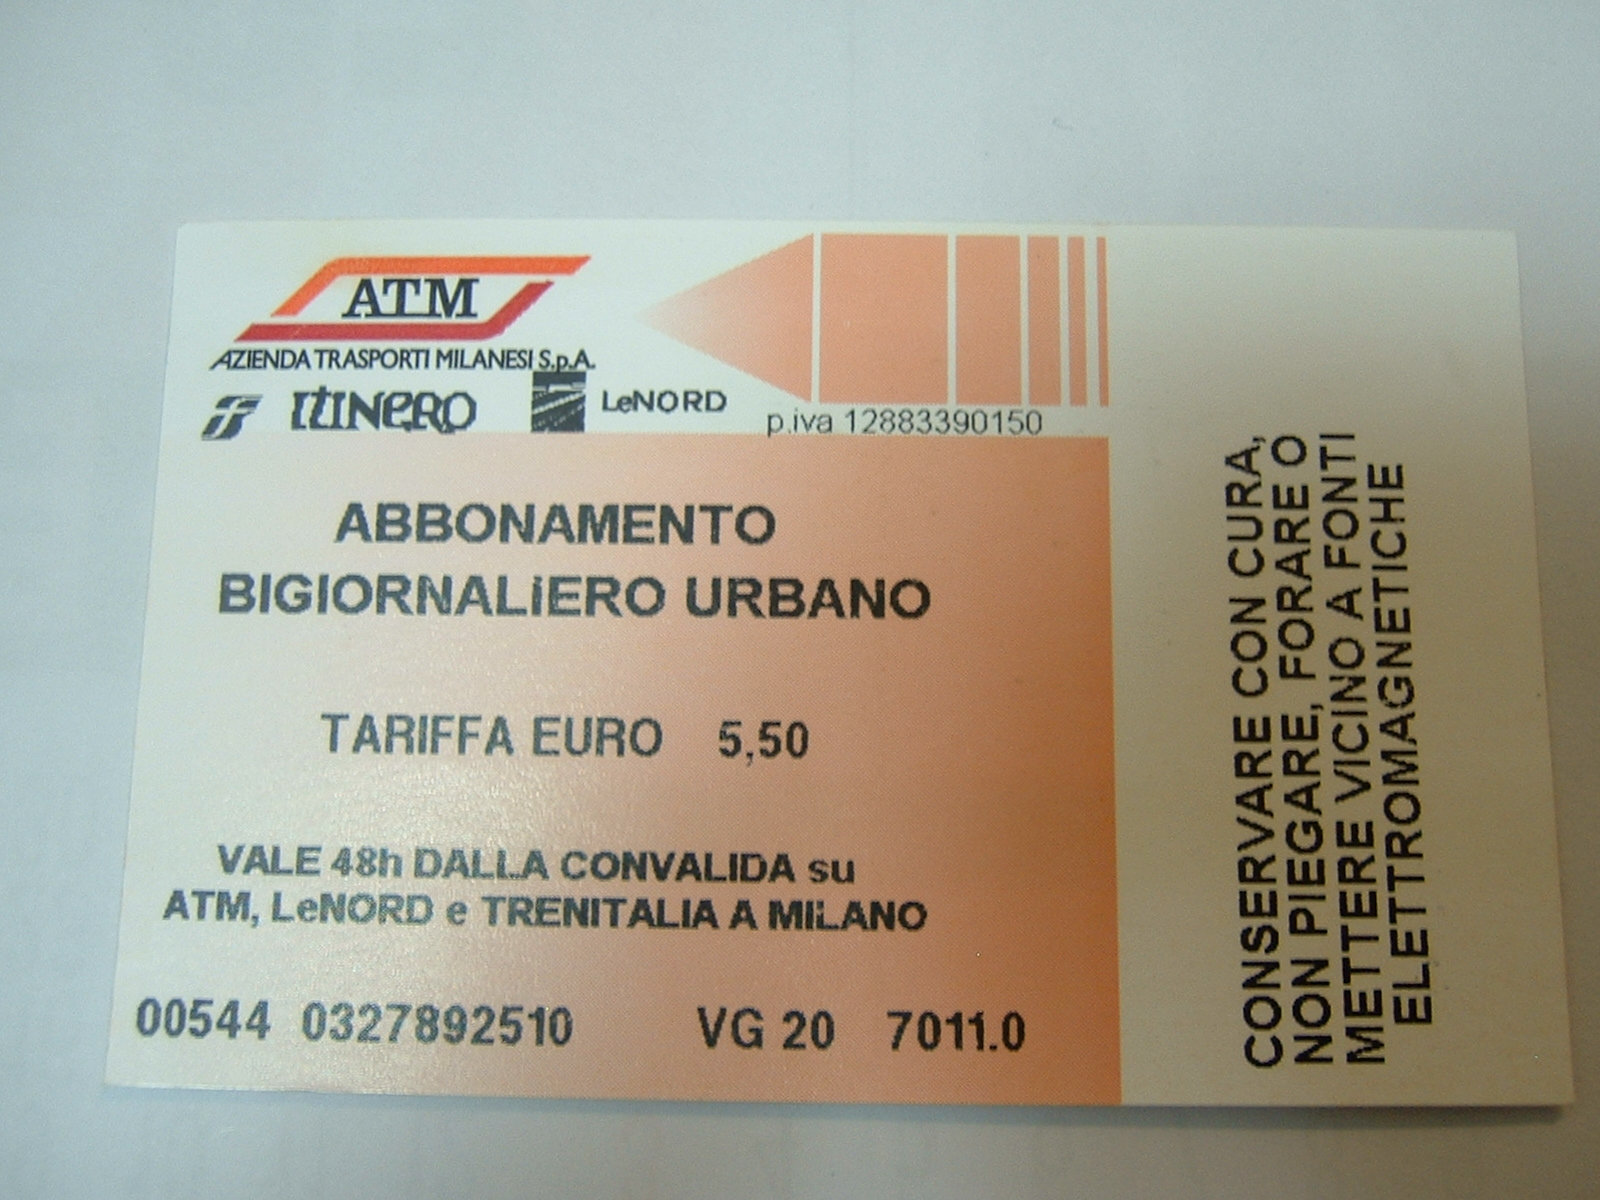 ATM
AZIENDA TRASPORTI MILANESI S.p.A.
FS ITINERO LeNORD
p.iva 12883390150
ABBONAMENTO
BIGIORNALiERO URBANO
TARIFFA EURO 5,50
VALE 48h DALLA CONVALIDA su
ATM, LeNORD e TRENITALIA A MILANO
00544 0327892510 VG 20 7011.0
CONSERVARE CON CURA,
NON PIEGARE, FORARE O
METTERE VICINO A FONTI
ELETTROMAGNETICHE